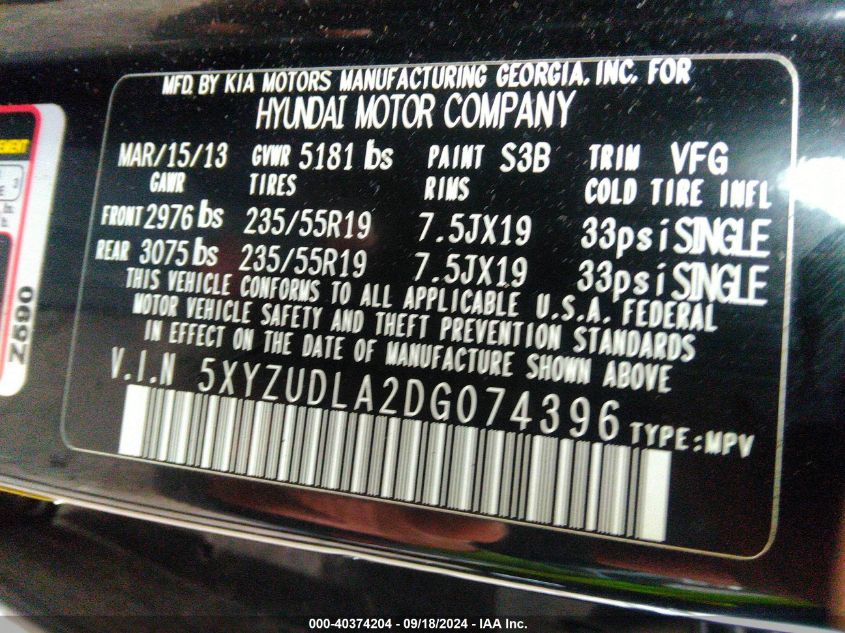 MFD. BY KIA MOTORS MANUFACTURING GEORGIA, INC. FOR
HYUNDAI MOTOR COMPANY
MAR/15/13 GVWR 5181 lbs PAINT S3B TRIM VFG
GAWR TIRES RIMS COLD TIRE INFL
FRONT 2976 lbs 235/55R19 7.5JX19 33psi SINGLE
REAR 3075 lbs 235/55R19 7.5JX19 33psi SINGLE
THIS VEHICLE CONFORMS TO ALL APPLICABLE U.S.A. FEDERAL
MOTOR VEHICLE SAFETY AND THEFT PREVENTION STANDARDS
IN EFFECT ON THE DATE OF MANUFACTURE SHOWN ABOVE
V.I.N 5XYZUDLA2DG074396 TYPE:MPV
Z590
000-40374204 - 09/18/2024 - IAA Inc.